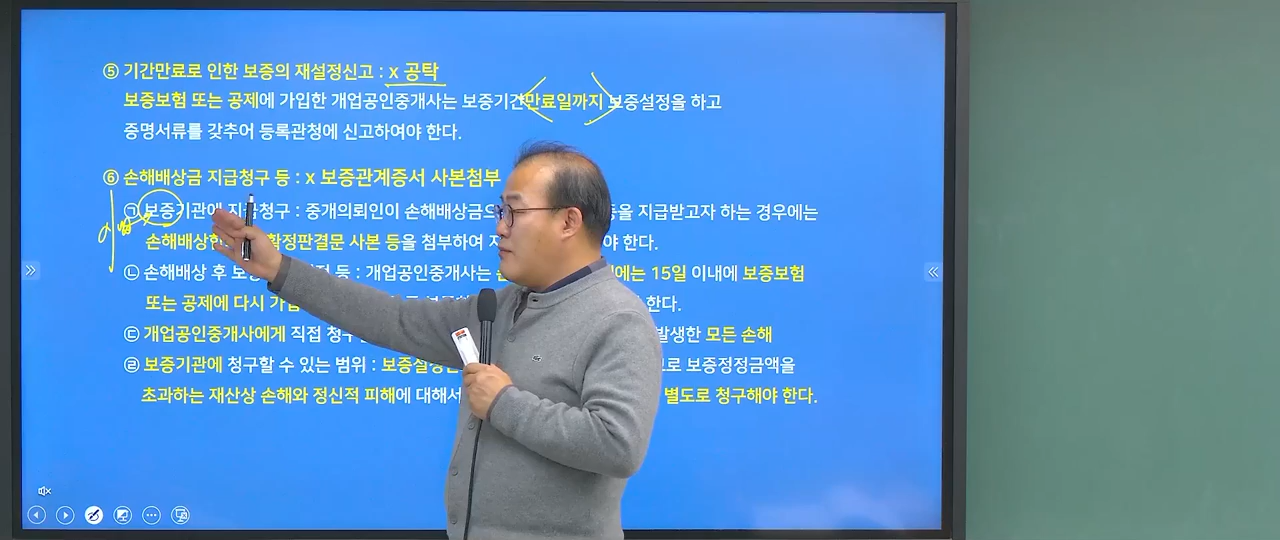 ⑤ 기간만료로 인한 보증의 재설정신고 : x 공탁
보증보험 또는 공제에 가입한 개업공인중개사는 보증기간만료일까지 보증설정을 하고
증명서류를 갖추어 등록관청에 신고하여야 한다.
⑥ 손해배상금 지급청구 등 : x 보증관계증서 사본첨부
㉠ 보증기관에 지급청구 : 중개의뢰인이 손해배상금으 을 지급받고자 하는 경우에는
손해배상 확정판결문 사본 등을 첨부하여 야 한다.
㉡ 손해배상 후 보 등 : 개업공인중개사는 에는 15일 이내에 보증보험
또는 공제에 다시 가 한다.
㉢ 개업공인중개사에게 직접 청구 발생한 모든 손해
㉣ 보증기관에 청구할 수 있는 범위 : 보증설정 로 보증정정금액을
초과하는 재산상 손해와 정신적 피해에 대해서 별도로 청구해야 한다.